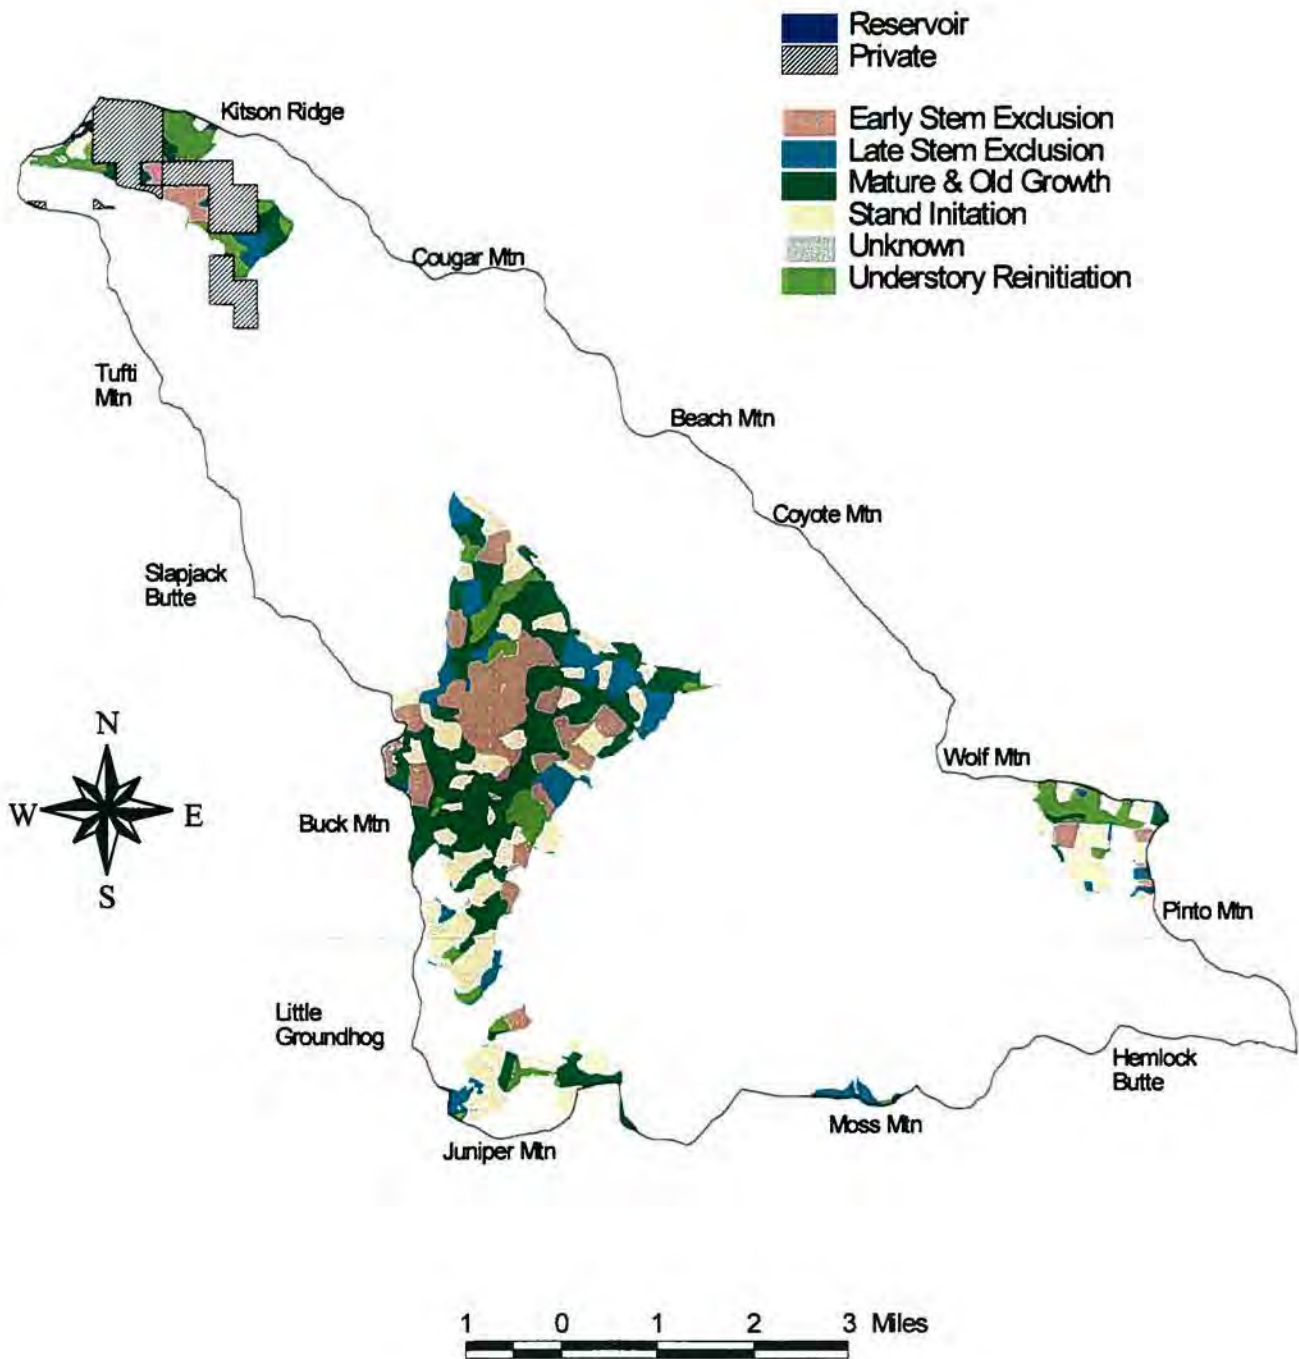 Reservoir
Private
Early Stem Exclusion
Late Stem Exclusion
Mature & Old Growth
Stand Initation
Unknown
Understory Reinitiation
Kitson Ridge
Cougar Mtn
Tufti
Mtn
Beach Mtn
Coyote Mtn
Slapjack
Butte
N
W E
S
Wolf Mtn
Buck Mtn
Pinto Mtn
Little
Groundhog
Hemlock
Butte
Moss Mtn
Juniper Mtn
1 0 1 2 3 Miles